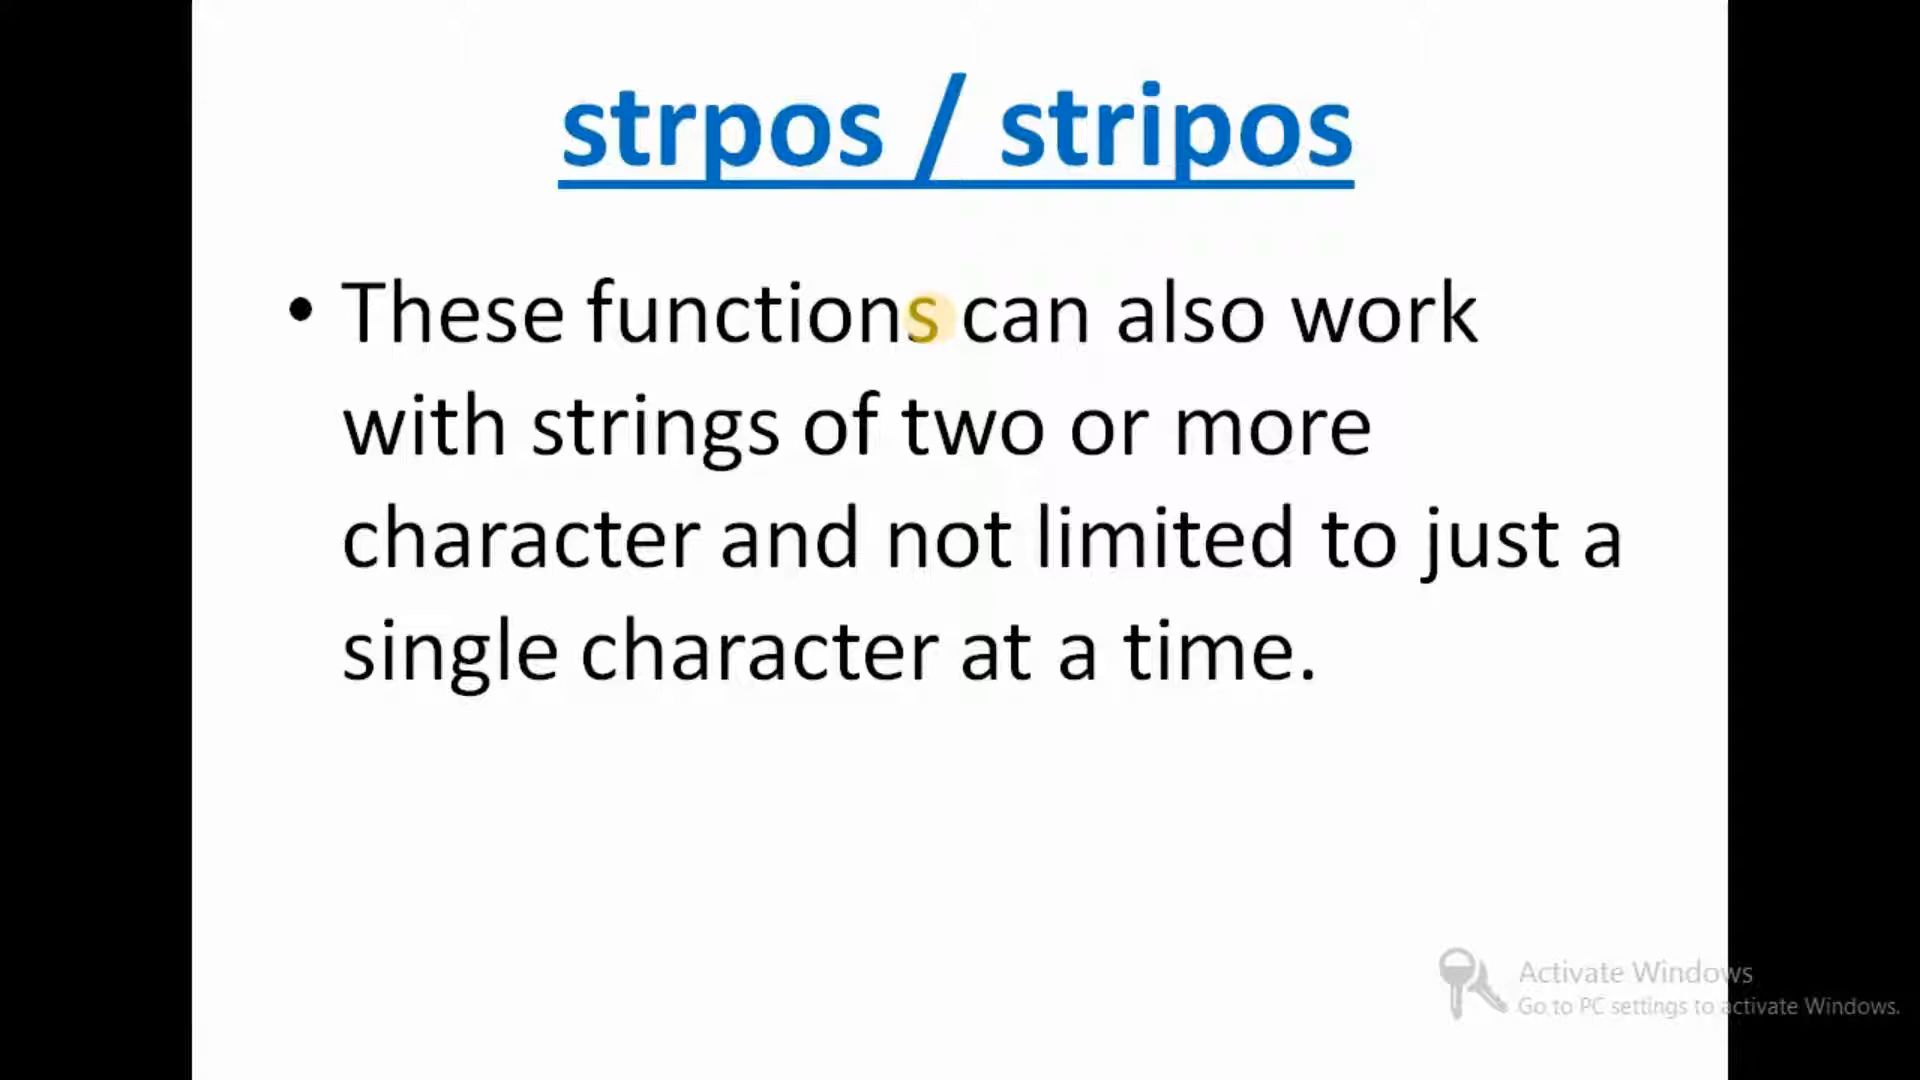 strpos / stripos
• These functions can also work
with strings of two or more
character and not limited to just a
single character at a time.
Activate Windows
Go to PC settings to activate Windows.